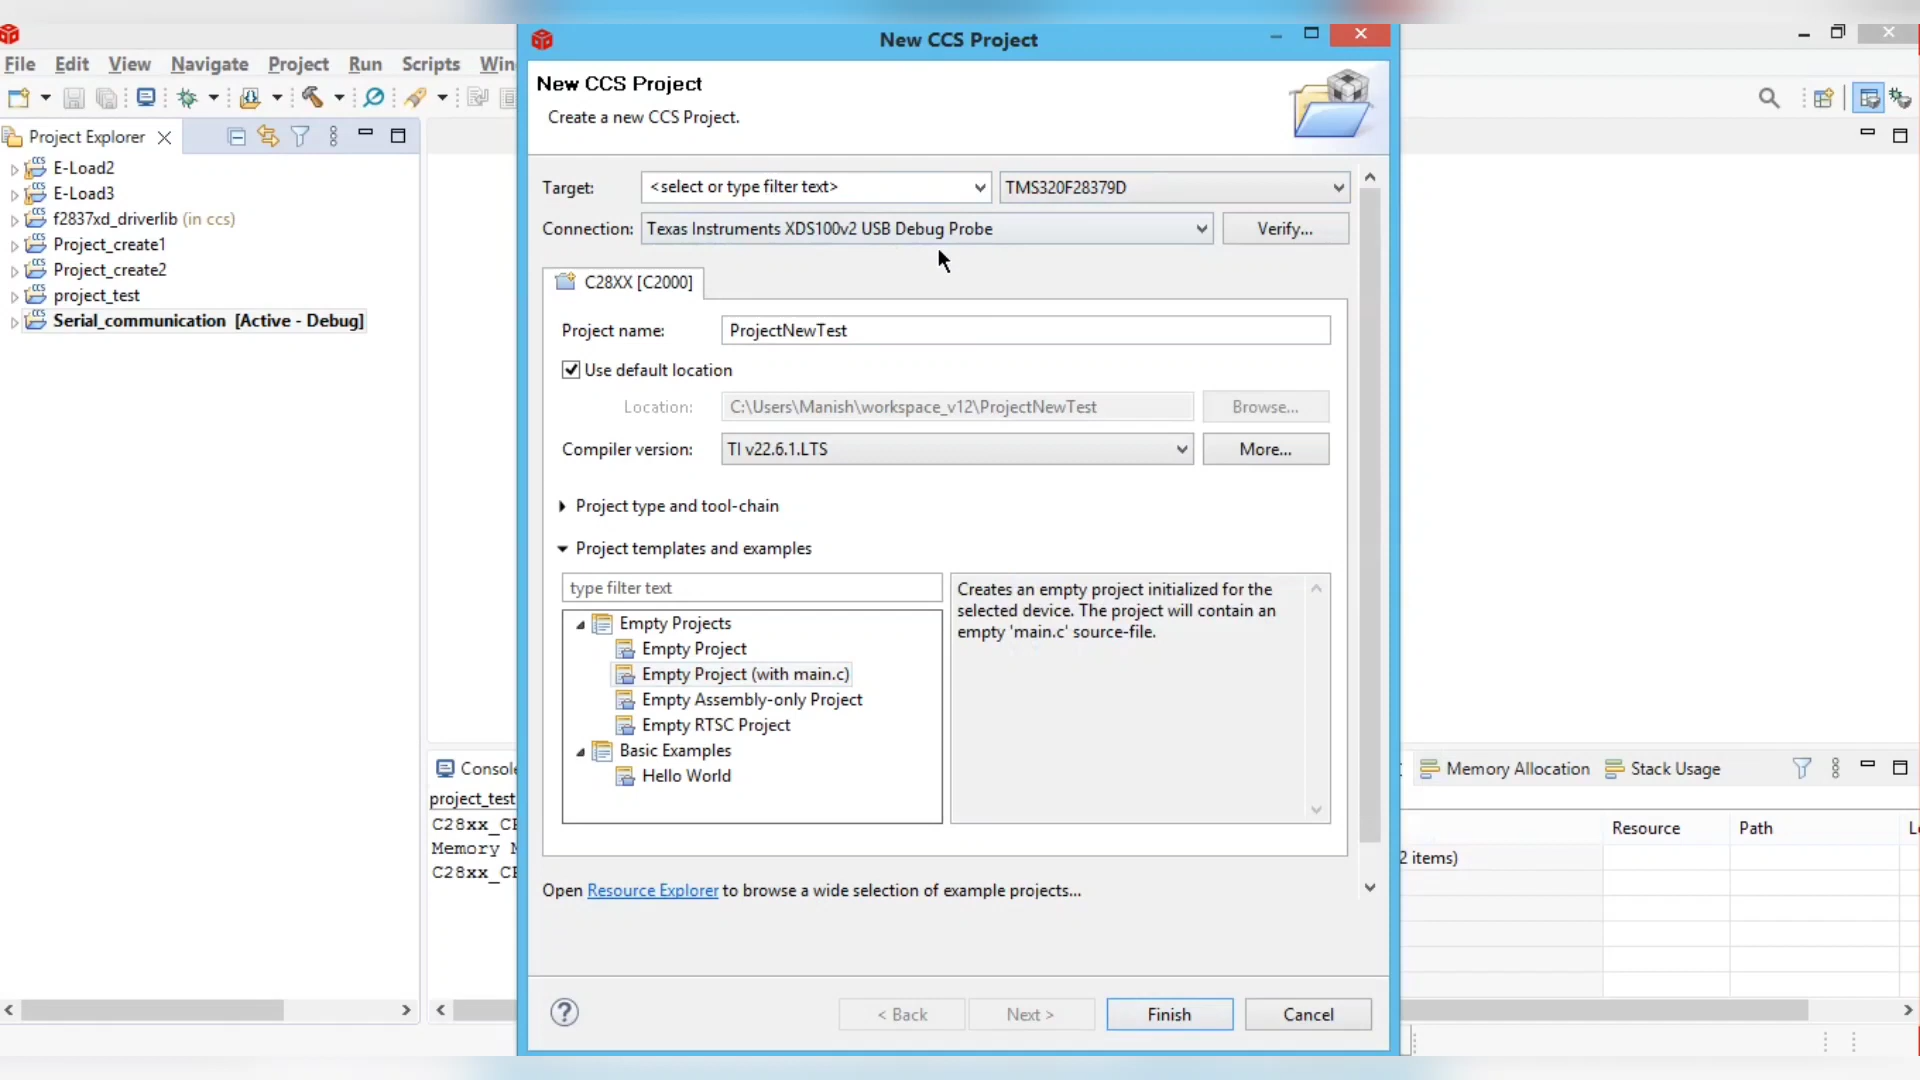 New CCS Project
File Edit View Navigate Project Run Scripts Win
New CCS Project
Create a new CCS Project.
Project Explorer
E-Load2
E-Load3
f2837xd_driverlib (in ccs)
Project_create1
Project_create2
project_test
Serial_communication [Active - Debug]
Target: <select or type filter text> TMS320F28379D
Connection: Texas Instruments XDS100v2 USB Debug Probe Verify...
C28XX [C2000]
Project name: ProjectNewTest
Use default location
Location: C:\Users\Manish\workspace_v12\ProjectNewTest Browse...
Compiler version: TI v22.6.1.LTS More...
Project type and tool-chain
Project templates and examples
type filter text
Empty Projects
Empty Project
Empty Project (with main.c)
Empty Assembly-only Project
Empty RTSC Project
Basic Examples
Hello World
Creates an empty project initialized for the
selected device. The project will contain an
empty 'main.c' source-file.
Open Resource Explorer to browse a wide selection of example projects...
< Back Next > Finish Cancel
Console
project_test
C28xx_CP
Memory M
C28xx_CP
Memory Allocation Stack Usage
Resource Path L
2 items)